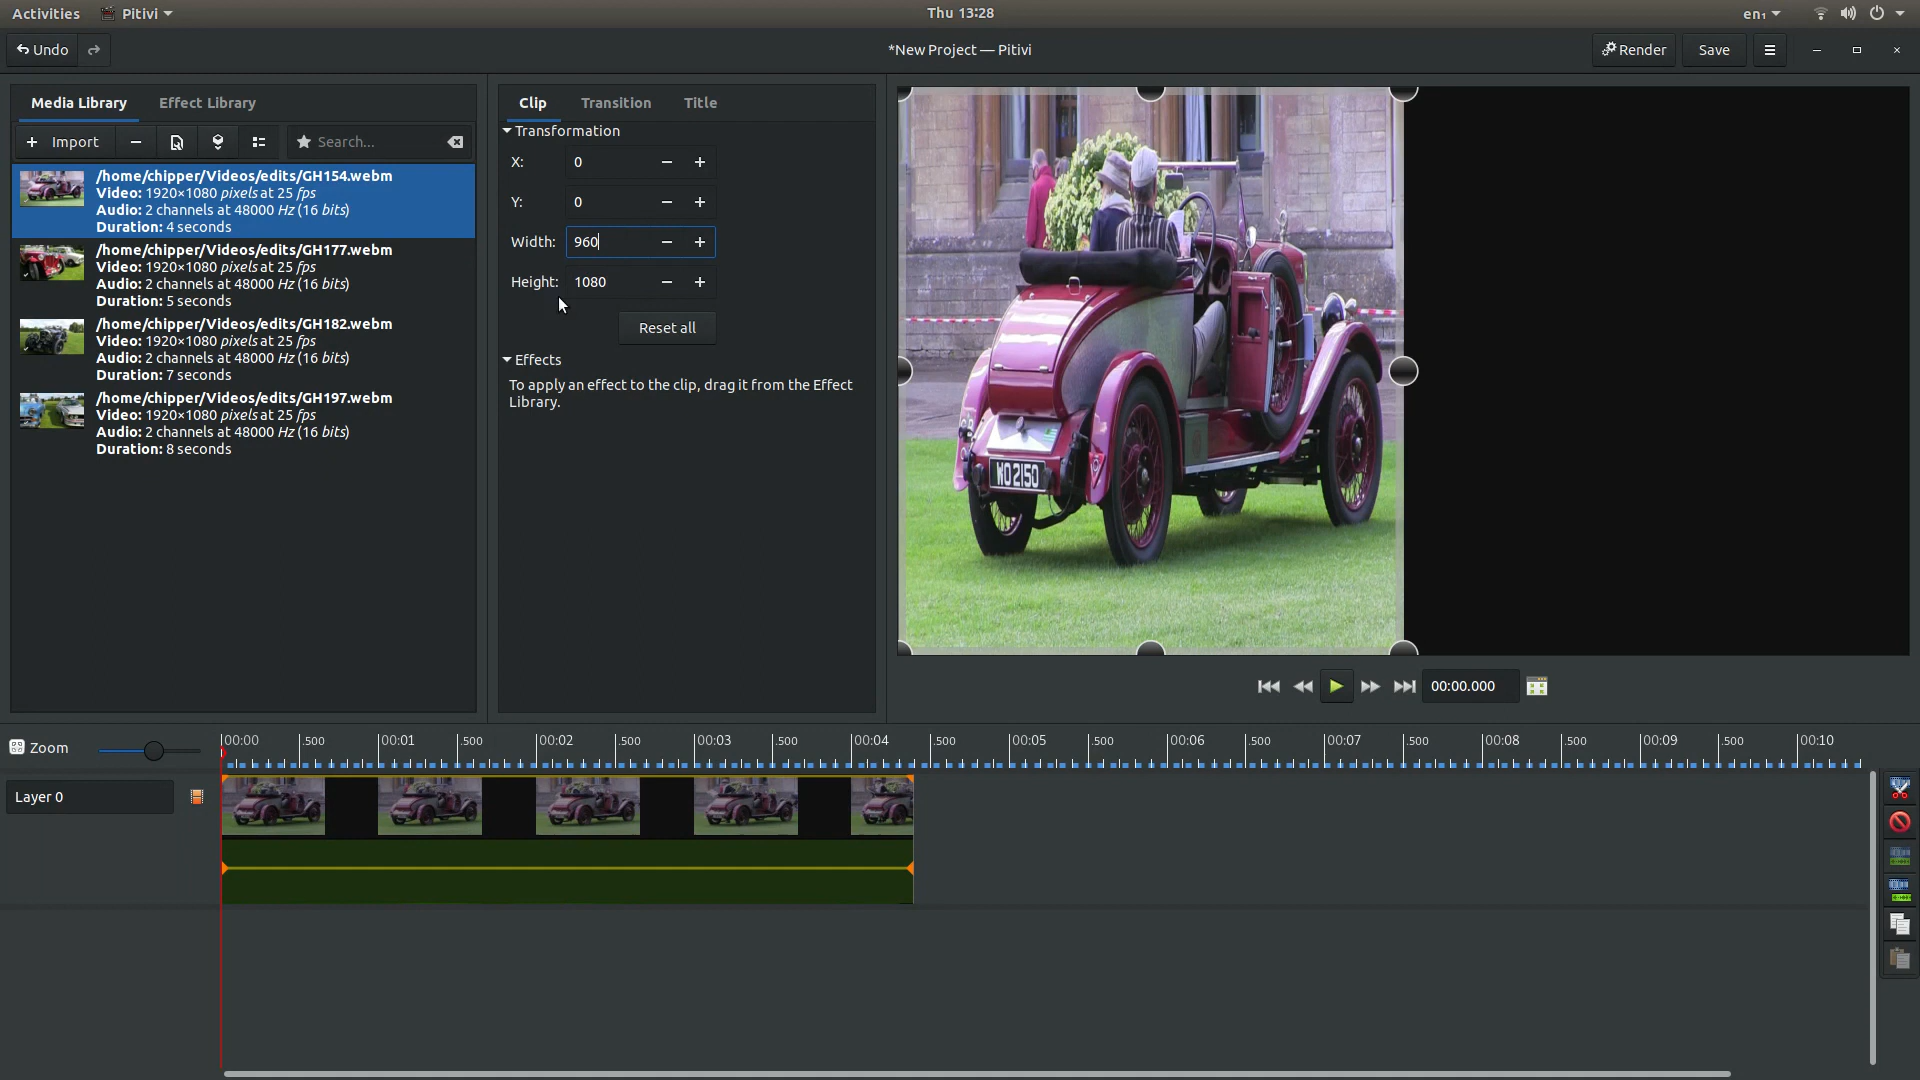 Activities Pitivi Thu 13:28 en₁
Undo *New Project — Pitivi Render Save
Media Library Effect Library
Import Search...
/home/chipper/Videos/edits/GH154.webm
Video: 1920×1080 pixels at 25 fps
Audio: 2 channels at 48000 Hz (16 bits)
Duration: 4 seconds
/home/chipper/Videos/edits/GH177.webm
Video: 1920×1080 pixels at 25 fps
Audio: 2 channels at 48000 Hz (16 bits)
Duration: 5 seconds
/home/chipper/Videos/edits/GH182.webm
Video: 1920×1080 pixels at 25 fps
Audio: 2 channels at 48000 Hz (16 bits)
Duration: 7 seconds
/home/chipper/Videos/edits/GH197.webm
Video: 1920×1080 pixels at 25 fps
Audio: 2 channels at 48000 Hz (16 bits)
Duration: 8 seconds
Clip Transition Title
Transformation
X: 0 − +
Y: 0 − +
Width: 960 − +
Height: 1080 − +
Reset all
Effects
To apply an effect to the clip, drag it from the Effect
Library.
WO2150
00:00.000
Zoom 00:00 .500 00:01 .500 00:02 .500 00:03 .500 00:04 .500 00:05 .500 00:06 .500 00:07 .500 00:08 .500 00:09 .500 00:10
Layer 0